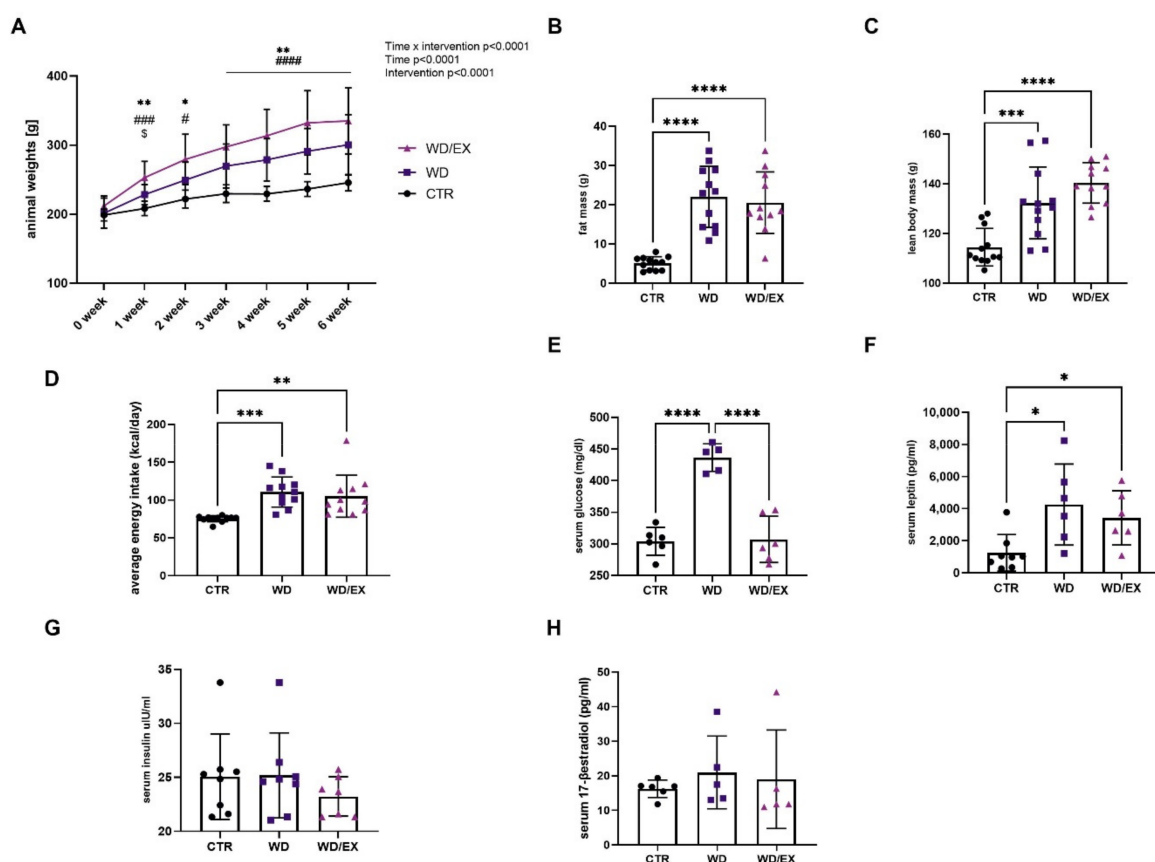 A
animal weights [g]
400
300
200
100
0 week
1 week
2 week
3 week
4 week
5 week
6 week
**
###
$
*
#
**
####
Time x intervention p<0.0001
Time p<0.0001
Intervention p<0.0001
WD/EX
WD
CTR
B
fat mass (g)
40
30
20
10
0
****
****
CTR
WD
WD/EX
C
lean body mass (g)
160
140
120
100
****
***
CTR
WD
WD/EX
D
average energy intake (kcal/day)
200
150
100
50
0
**
***
CTR
WD
WD/EX
E
serum glucose (mg/dl)
500
450
400
350
300
250
****
****
CTR
WD
WD/EX
F
serum leptin (pg/ml)
10,000
8,000
6,000
4,000
2,000
0
*
*
CTR
WD
WD/EX
G
serum insulin uIU/ml
35
30
25
20
CTR
WD
WD/EX
H
serum 17-βestradiol (pg/ml)
50
40
30
20
10
0
CTR
WD
WD/EX